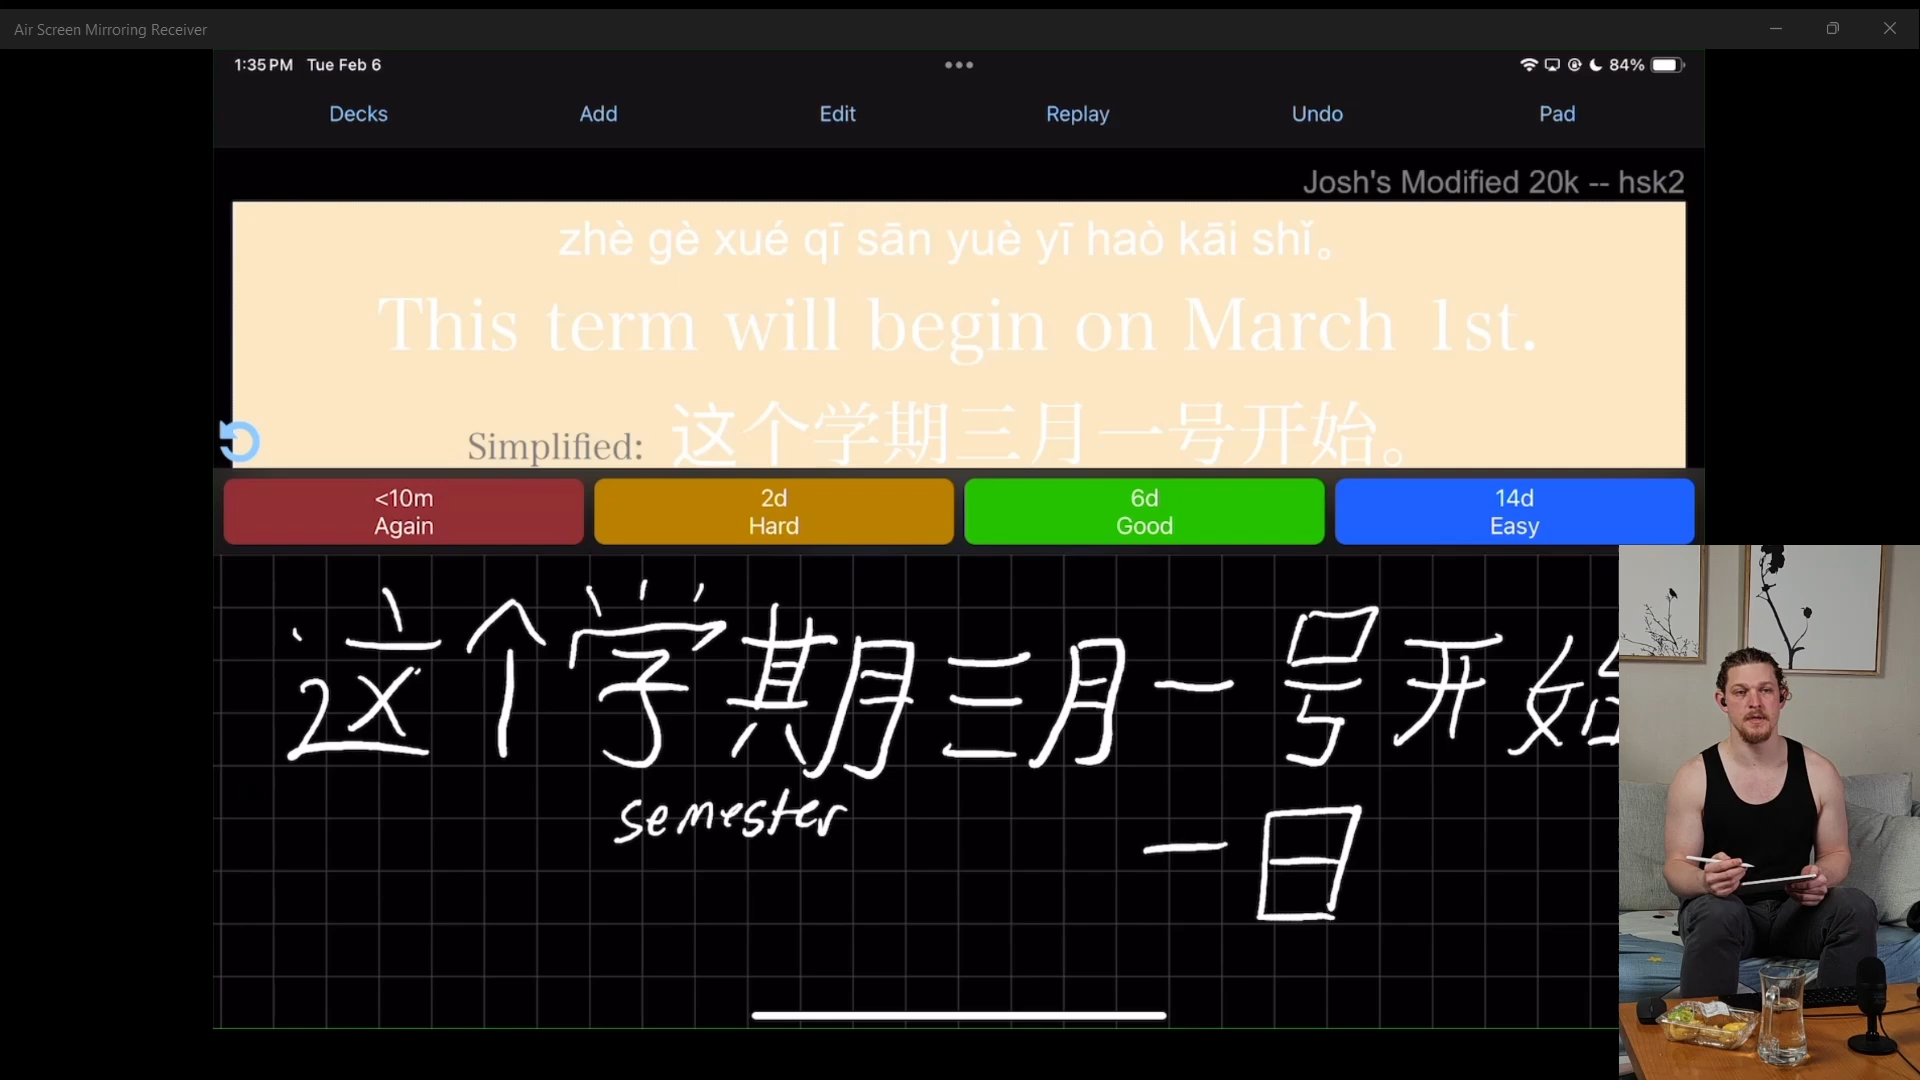 Air Screen Mirroring Receiver
1:35 PM Tue Feb 6
84%
Decks Add Edit Replay Undo Pad
Josh's Modified 20k -- hsk2
zhè gè xué qī sān yuè yī haò kāi shǐ。
This term will begin on March 1st.
Simplified: 这个学期三月一号开始。
<10m 2d 6d 14d
Again Hard Good Easy
这个学期三月一号开始
semester
一日